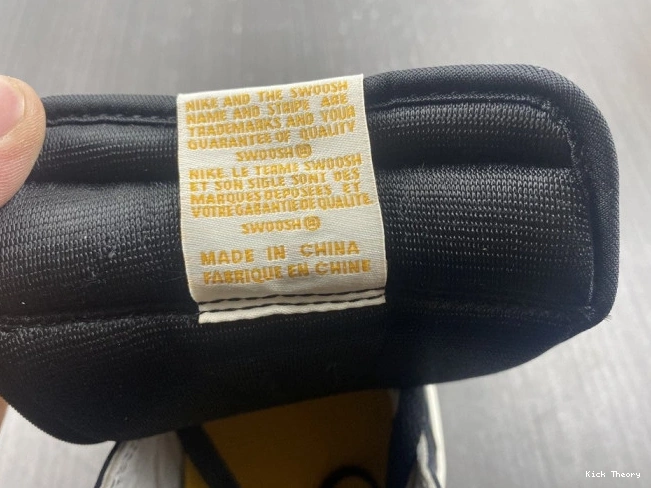 NIKE AND THE SWOOSH
NAME AND STRIPE ARE
TRADEMARKS AND YOUR
GUARANTEE OF QUALITY
SWOOSH®
NIKE. LE TERME SWOOSH
ET SON SIGLE SONT DES
MARQUES DEPOSEES ET
VOTRE GARANTIE DE QUALITE.
SWOOSH®
MADE IN CHINA
FABRIQUE EN CHINE
Kick Theory